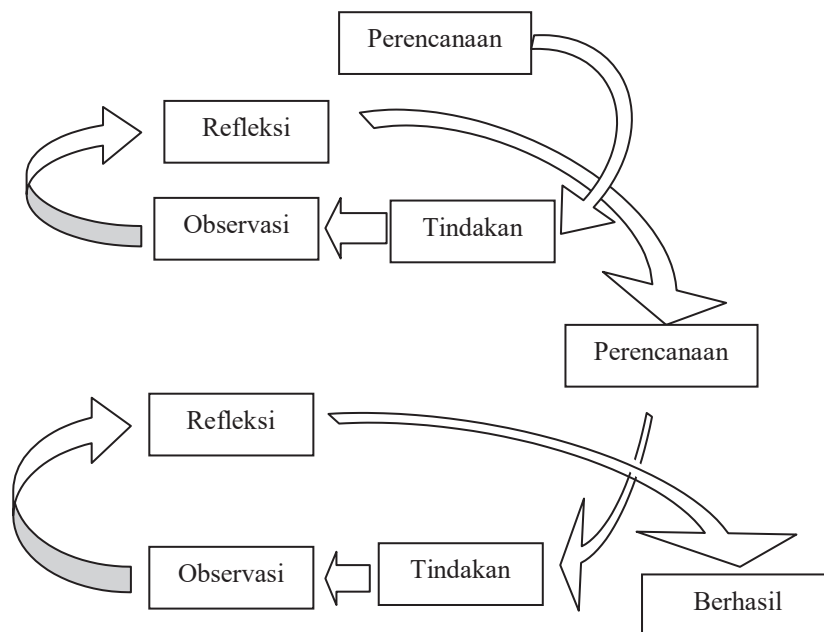 Perencanaan
Refleksi
Observasi
Tindakan
Perencanaan
Refleksi
Observasi
Tindakan
Berhasil